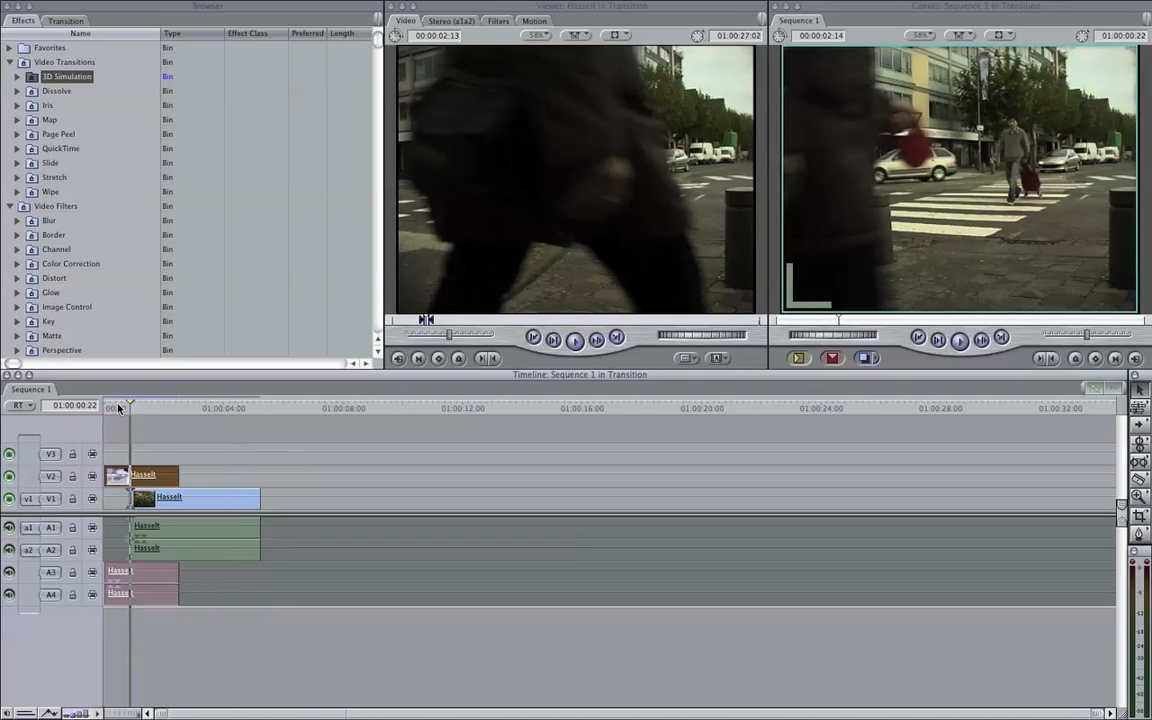 Browser
Effects Transition
Name Type Effect Class Preferred Length
Favorites Bin
Video Transitions Bin
3D Simulation Bin
Dissolve Bin
Iris Bin
Map Bin
Page Peel Bin
QuickTime Bin
Slide Bin
Stretch Bin
Wipe Bin
Video Filters Bin
Blur Bin
Border Bin
Channel Bin
Color Correction Bin
Distort Bin
Glow Bin
Image Control Bin
Key Bin
Matte Bin
Perspective Bin
Viewer: Hasselt in Transition
Video Stereo (a1a2) Filters Motion
00:00:02:13 58% 01:00:27:02
Canvas: Sequence 1 in Transition
Sequence 1
00:00:02:14 58% 01:00:00:22
Timeline: Sequence 1 in Transition
Sequence 1
RT 01:00:00:22 01:00:04:00 01:00:08:00 01:00:12:00 01:00:16:00 01:00:20:00 01:00:24:00 01:00:28:00 01:00:32:00
V3
V2 Hasselt
v1 V1 Hasselt
a1 A1 Hasselt
a2 A2 Hasselt
A3 Hassel
A4 Hassel